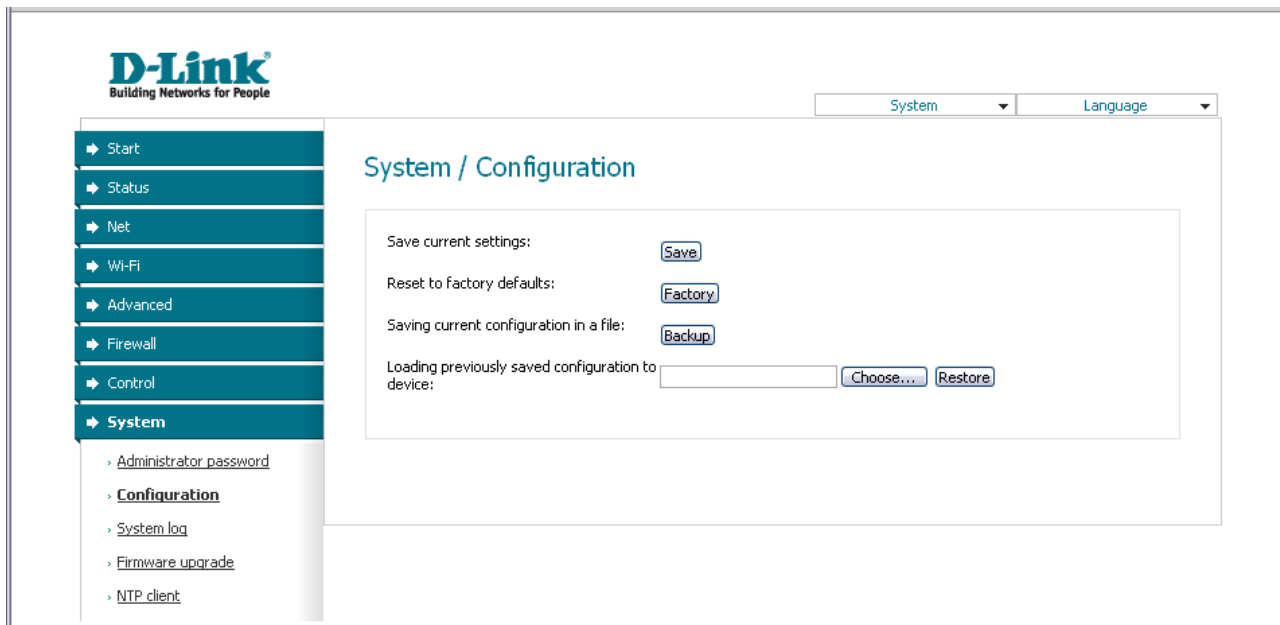 D-Link
Building Networks for People
System Language
Start
Status
Net
Wi-Fi
Advanced
Firewall
Control
System
Administrator password
Configuration
System log
Firmware upgrade
NTP client
System / Configuration
Save current settings: Save
Reset to factory defaults: Factory
Saving current configuration in a file: Backup
Loading previously saved configuration to
device: Choose... Restore